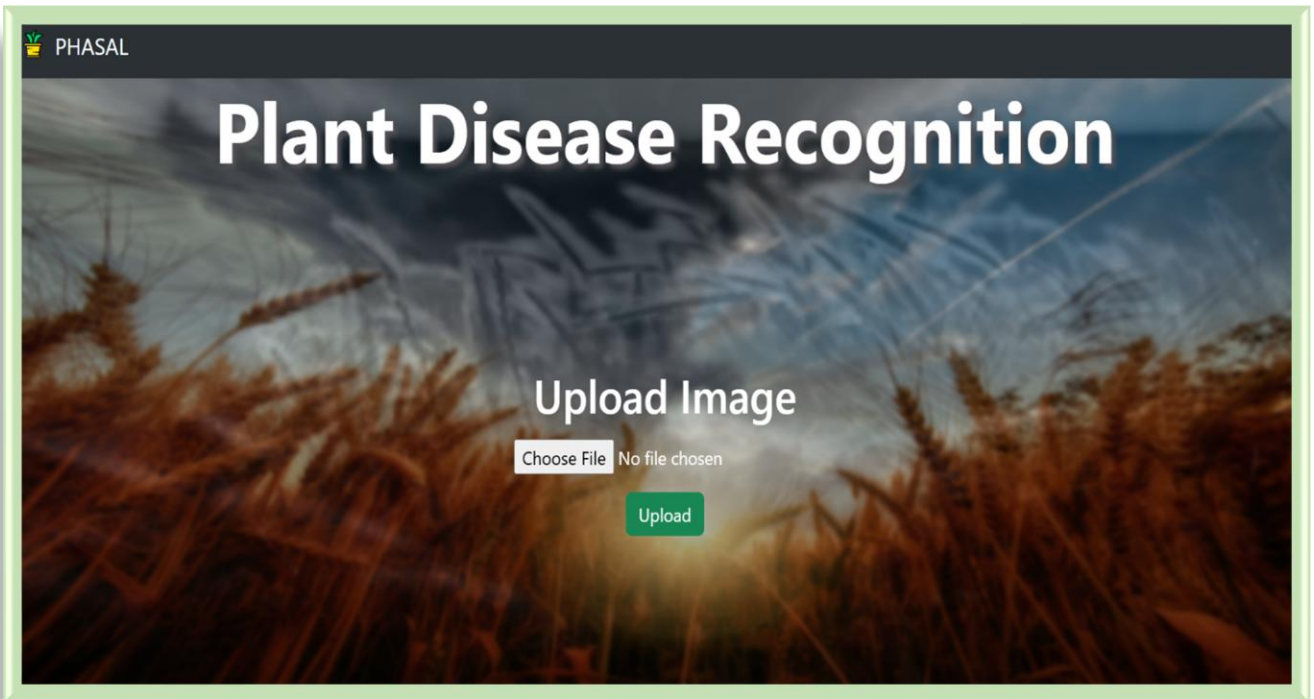 PHASAL
Plant Disease Recognition
Upload Image
Choose File No file chosen
Upload